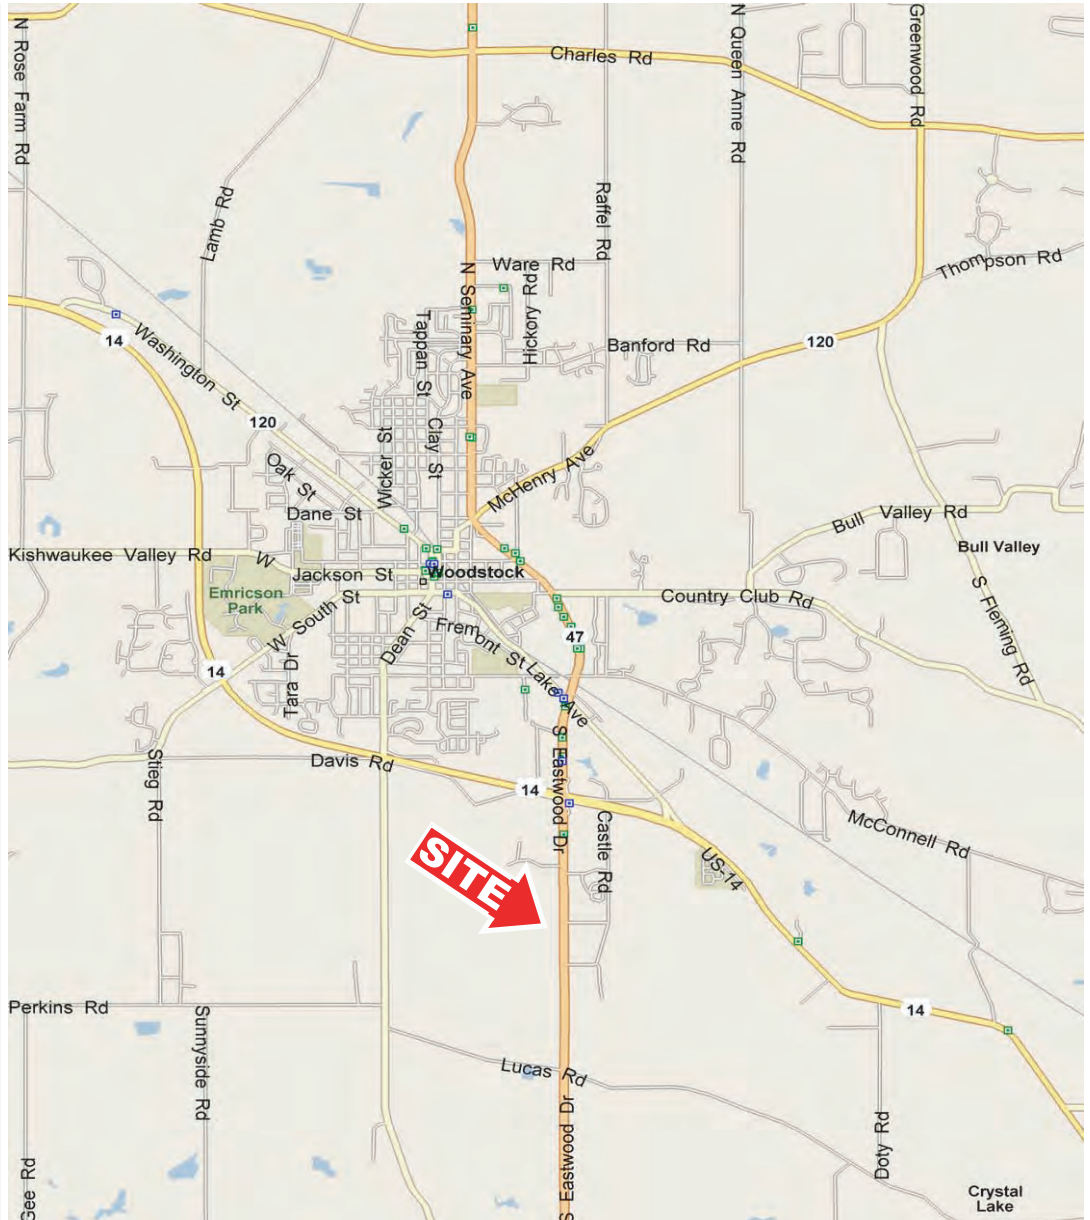 N Rose Farm Rd
N Queen Anne Rd
Greenwood Rd
Charles Rd
Lamb Rd
Raffel Rd
N Seminary Ave
Ware Rd
Hickory Rd
Thompson Rd
14
Washington St
Tappan St
Banford Rd
120
120
Oak St
Wicker St
Clay St
McHenry Ave
Dane St
Bull Valley Rd
Kishwaukee Valley Rd
W Jackson St
Woodstock
Bull Valley
Emricson
Park
W South St
Country Club Rd
S Fleming Rd
Dean St
Fremont St
47
14
Tara Dr
Lake Ave
Stieg Rd
Davis Rd
S Eastwood Dr
14
Castle Rd
McConnell Rd
SITE
US-14
Perkins Rd
Sunnyside Rd
14
Lucas Rd
S Eastwood Dr
Doty Rd
Gee Rd
Crystal
Lake